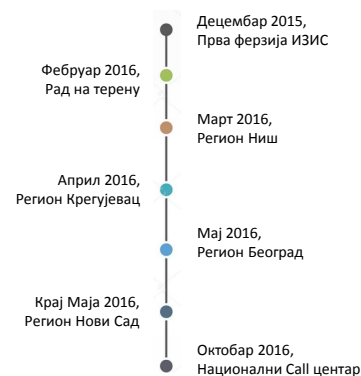 Децембар 2015,
Прва ферзија ИЗИС
Фебруар 2016,
Рад на терену
Март 2016,
Регион Ниш
Април 2016,
Регион Крегујевац
Мај 2016,
Регион Београд
Крај Маја 2016,
Регион Нови Сад
Октобар 2016,
Национални Call центар